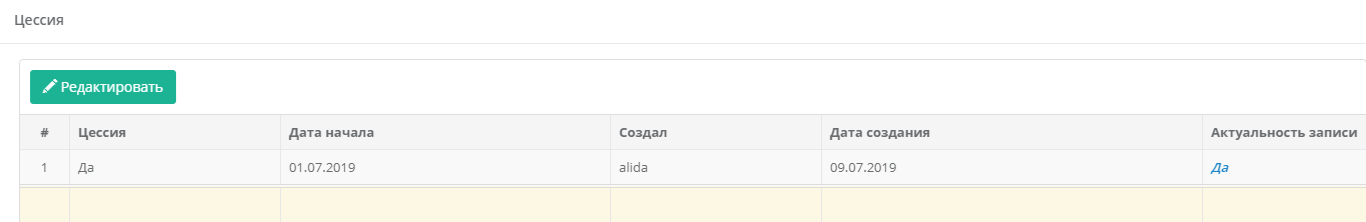 Цессия
Редактировать
# Цессия Дата начала Создал Дата создания Актуальность записи
1 Да 01.07.2019 alida 09.07.2019 Да